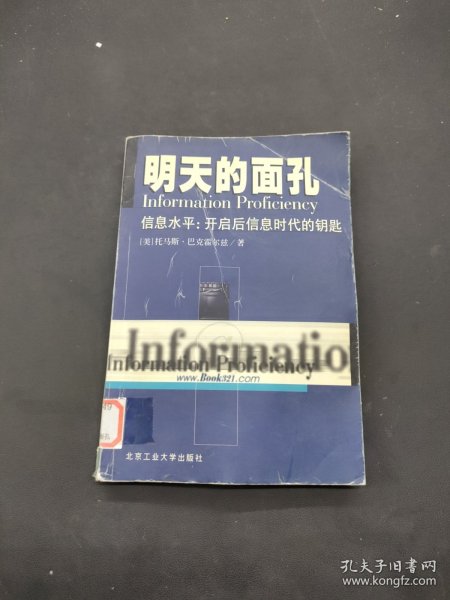 明天的面孔
Information Proficiency
信息水平：开启后信息时代的钥匙
[美]托马斯·巴克霍尔兹/著
Informatio
Information Proficiency
www.Book321.com
49
北京工业大学出版社
孔夫子旧书网
www.kongfz.com